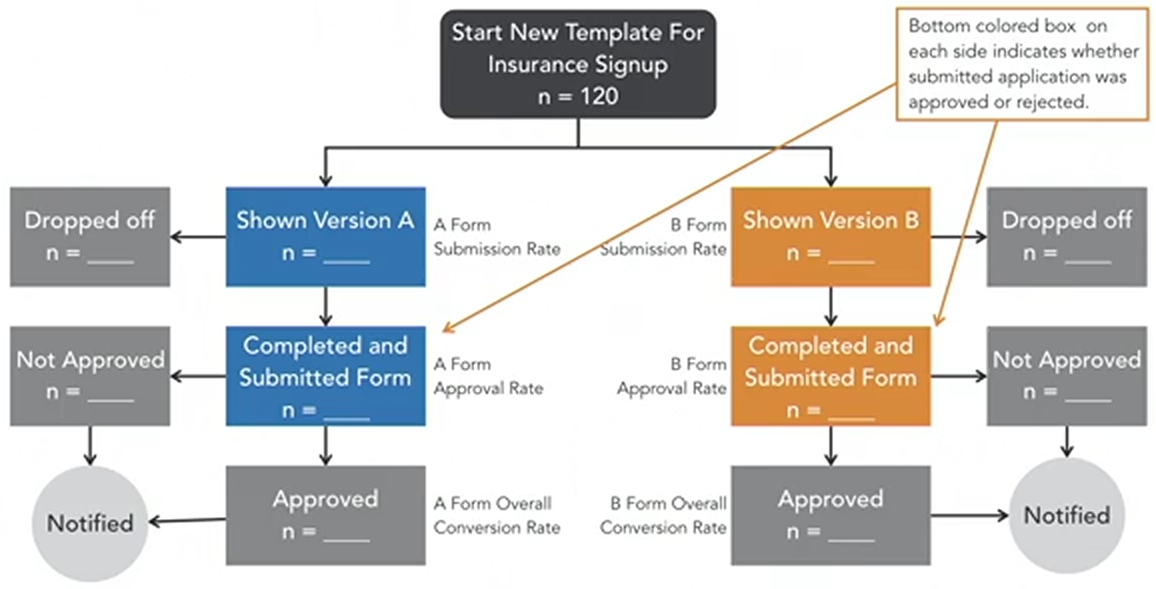 Start New Template For
Insurance Signup
n = 120
Bottom colored box on
each side indicates whether
submitted application was
approved or rejected.
Dropped off
n = ____
Shown Version A
n = ____
A Form
Submission Rate
B Form
Submission Rate
Shown Version B
n = ____
Dropped off
n = ____
Not Approved
n = ____
Completed and
Submitted Form
n = ____
A Form
Approval Rate
B Form
Approval Rate
Completed and
Submitted Form
n = ____
Not Approved
n = ____
Notified
Approved
n = ____
A Form Overall
Conversion Rate
B Form Overall
Conversion Rate
Approved
n = ____
Notified